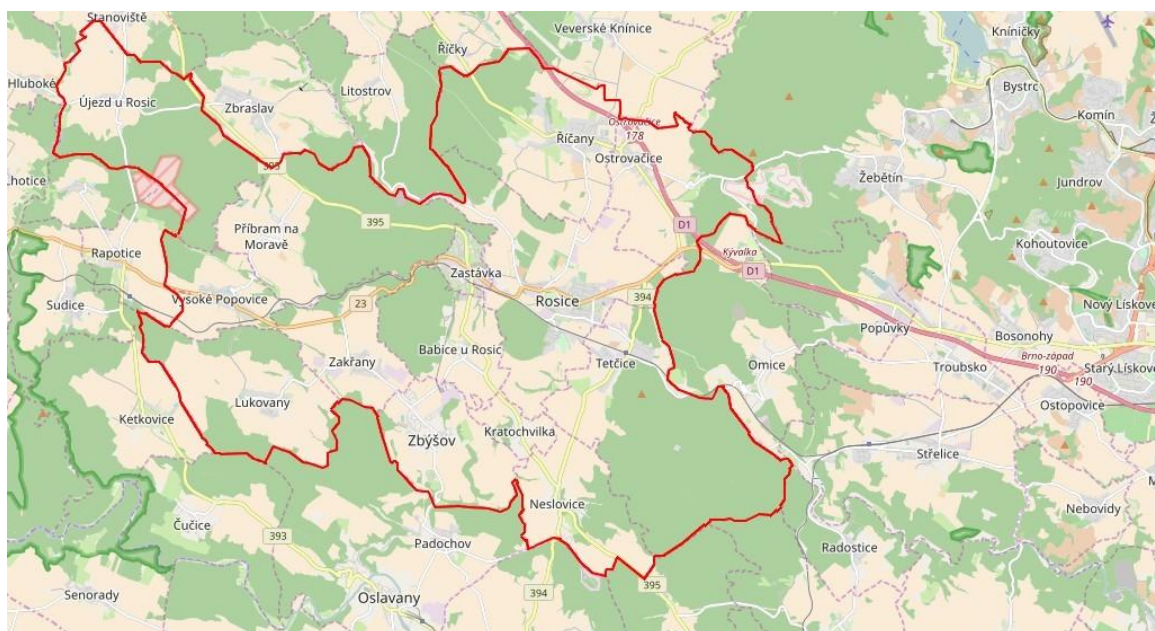 Stanoviště
Veverské Knínice
Kníničky
Říčky
Hluboké
Bystrc
Litostrov
Újezd u Rosic
Zbraslav
Komín
Ostrovačice
178
Říčany
Ostrovačice
Žebětín
Jundrov
395
Lhotice
395
D1
Příbram na
Moravě
Kohoutovice
Rapotice
Kývalka
Zastávka
D1
Sudice
Vysoké Popovice
23
Rosice
394
Nový Lískovec
Popůvky
Bosonohy
Babice u Rosic
Zakřany
Tetčice
Omice
Brno-západ
190
Troubsko
190
Starý Lískovec
Lukovany
Ostopovice
Ketkovice
Zbýšov
Kratochvilka
Střelice
Neslovice
Nebovidy
Čučice
393
Padochov
Radostice
395
394
Senorady
Oslavany